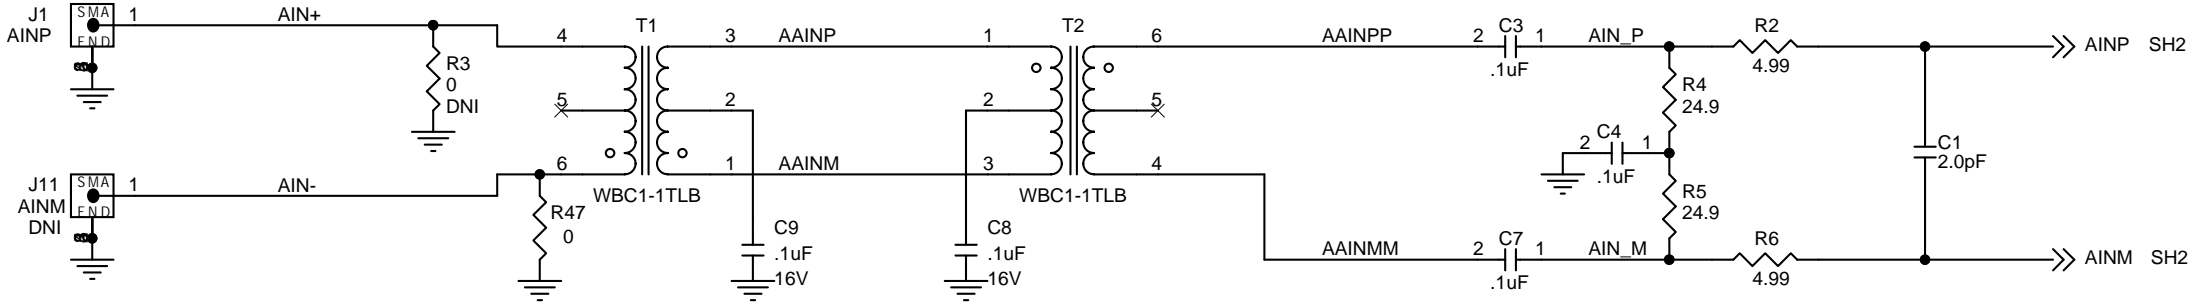 J1
AINP
SMA
END
1
AIN+
R3
0
DNI
4
5
6
T1
WBC1-1TLB
3
AAINP
2
1
AAINM
C9
.1uF
16V
J11
AINM
DNI
SMA
END
1
AIN-
R47
0
1
2
3
T2
WBC1-1TLB
C8
.1uF
16V
6
5
4
AAINPP
2
C3
1
.1uF
AIN_P
R2
4.99
R4
24.9
2
C4
1
.1uF
R5
24.9
C1
2.0pF
AAINMM
2
C7
1
.1uF
AIN_M
R6
4.99
AINP SH2
AINM SH2